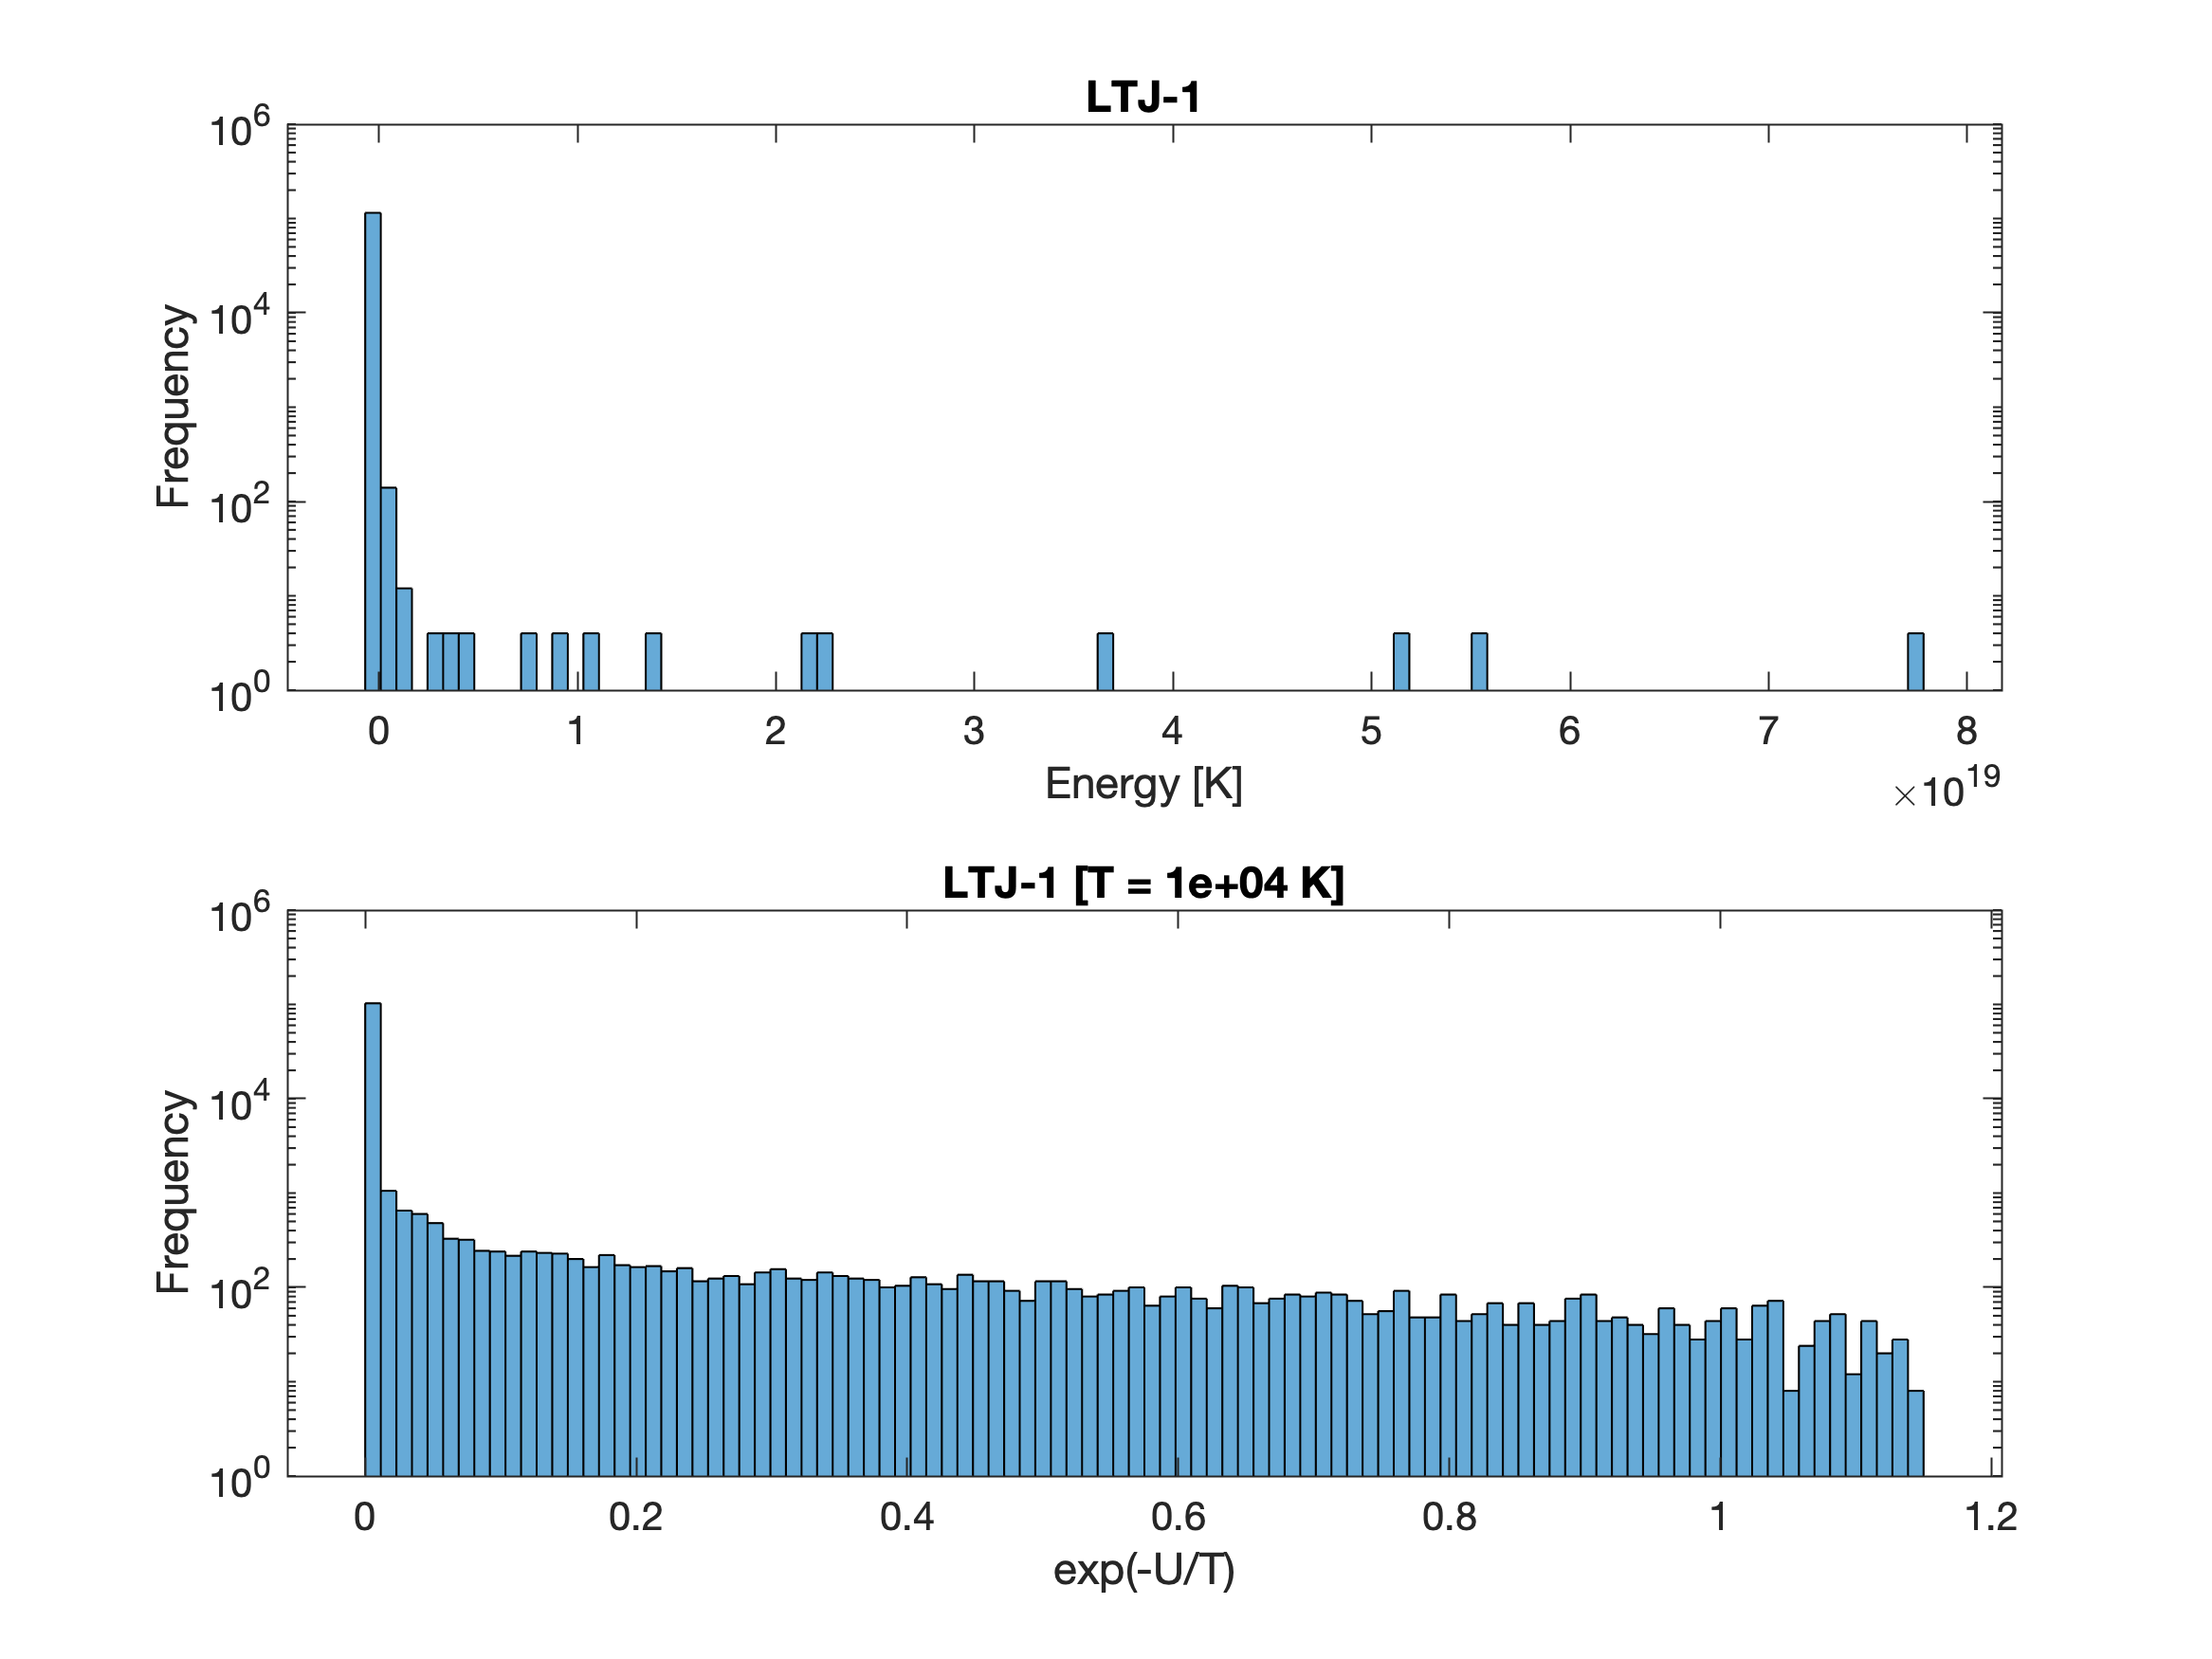 LTJ-1
10^6
10^4
10^2
10^0
Frequency
0 1 2 3 4 5 6 7 8
×10^19
Energy [K]
LTJ-1 [T = 1e+04 K]
10^6
10^4
10^2
10^0
Frequency
0 0.2 0.4 0.6 0.8 1 1.2
exp(-U/T)